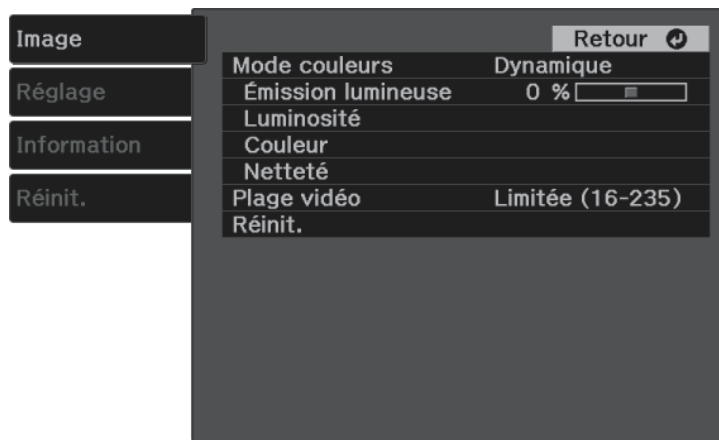 Image
Réglage
Information
Réinit.
Retour
Mode couleurs Dynamique
Émission lumineuse 0 %
Luminosité
Couleur
Netteté
Plage vidéo Limitée (16-235)
Réinit.